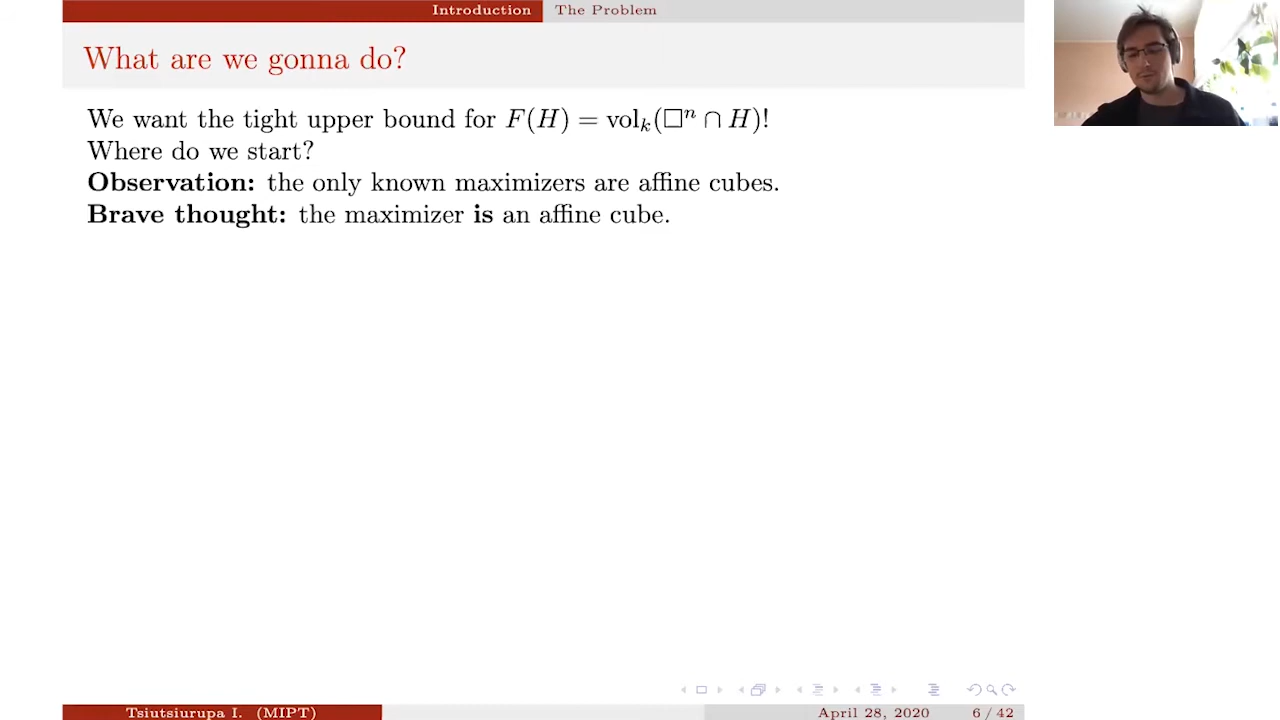 Introduction The Problem
What are we gonna do?
We want the tight upper bound for F(H) = volₖ(□ⁿ ∩ H)!
Where do we start?
Observation: the only known maximizers are affine cubes.
Brave thought: the maximizer is an affine cube.
Tsiutsiurupa I. (MIPT) April 28, 2020 6 / 42